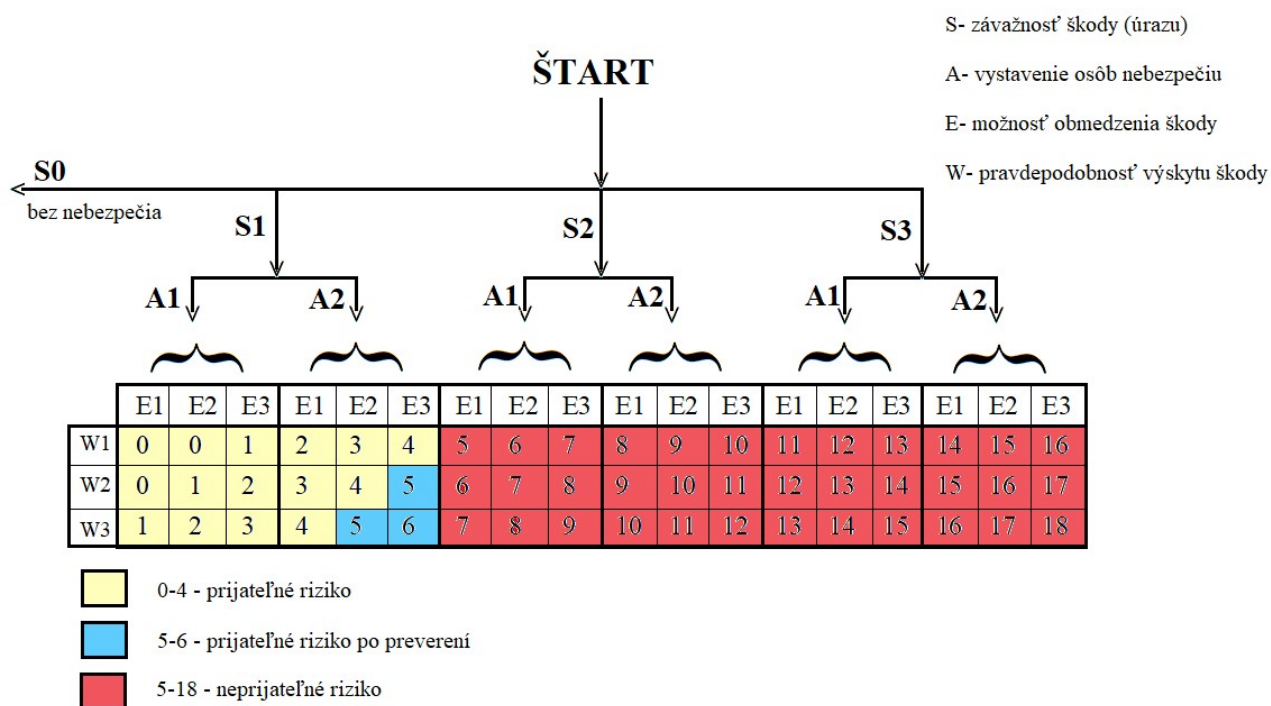 S- závažnosť škody (úrazu)
ŠTART
A- vystavenie osôb nebezpečiu
E- možnosť obmedzenia škody
S0
W- pravdepodobnosť výskytu škody
bez nebezpečia
S1 S2 S3
A1 A2 A1 A2 A1 A2
E1 E2 E3 E1 E2 E3 E1 E2 E3 E1 E2 E3 E1 E2 E3 E1 E2 E3
W1 0 0 1 2 3 4 5 6 7 8 9 10 11 12 13 14 15 16
W2 0 1 2 3 4 5 6 7 8 9 10 11 12 13 14 15 16 17
W3 1 2 3 4 5 6 7 8 9 10 11 12 13 14 15 16 17 18
0-4 - prijateľné riziko
5-6 - prijateľné riziko po preverení
5-18 - neprijateľné riziko